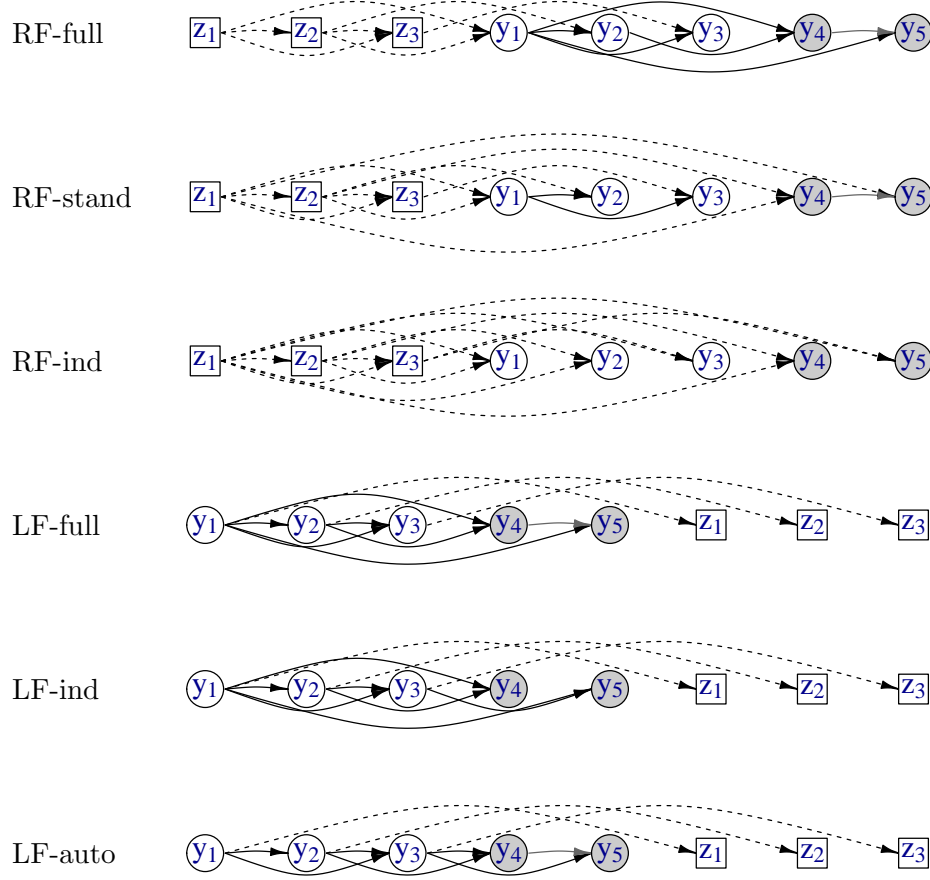 RF-full z1 z2 z3 y1 y2 y3 y4 y5
RF-stand z1 z2 z3 y1 y2 y3 y4 y5
RF-ind z1 z2 z3 y1 y2 y3 y4 y5
LF-full y1 y2 y3 y4 y5 z1 z2 z3
LF-ind y1 y2 y3 y4 y5 z1 z2 z3
LF-auto y1 y2 y3 y4 y5 z1 z2 z3